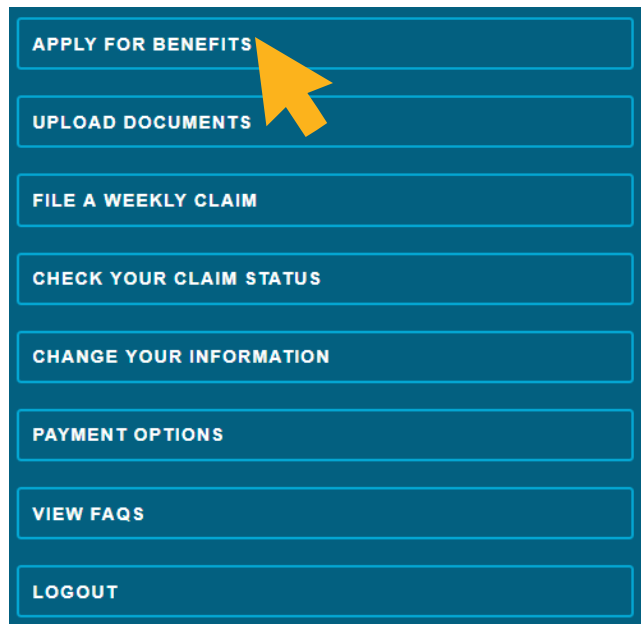 APPLY FOR BENEFITS
UPLOAD DOCUMENTS
FILE A WEEKLY CLAIM
CHECK YOUR CLAIM STATUS
CHANGE YOUR INFORMATION
PAYMENT OPTIONS
VIEW FAQS
LOGOUT